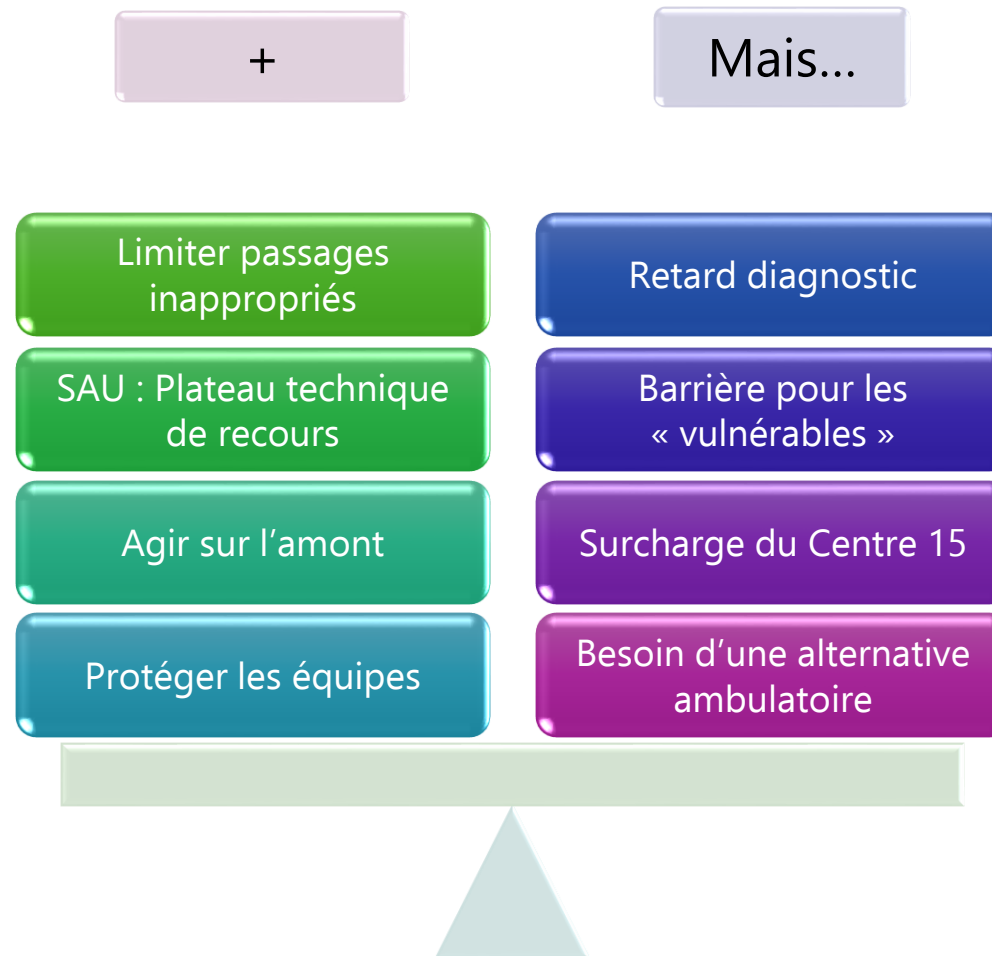 +
Mais…
Limiter passages
inappropriés
SAU : Plateau technique
de recours
Agir sur l’amont
Protéger les équipes
Retard diagnostic
Barrière pour les
« vulnérables »
Surcharge du Centre 15
Besoin d’une alternative
ambulatoire